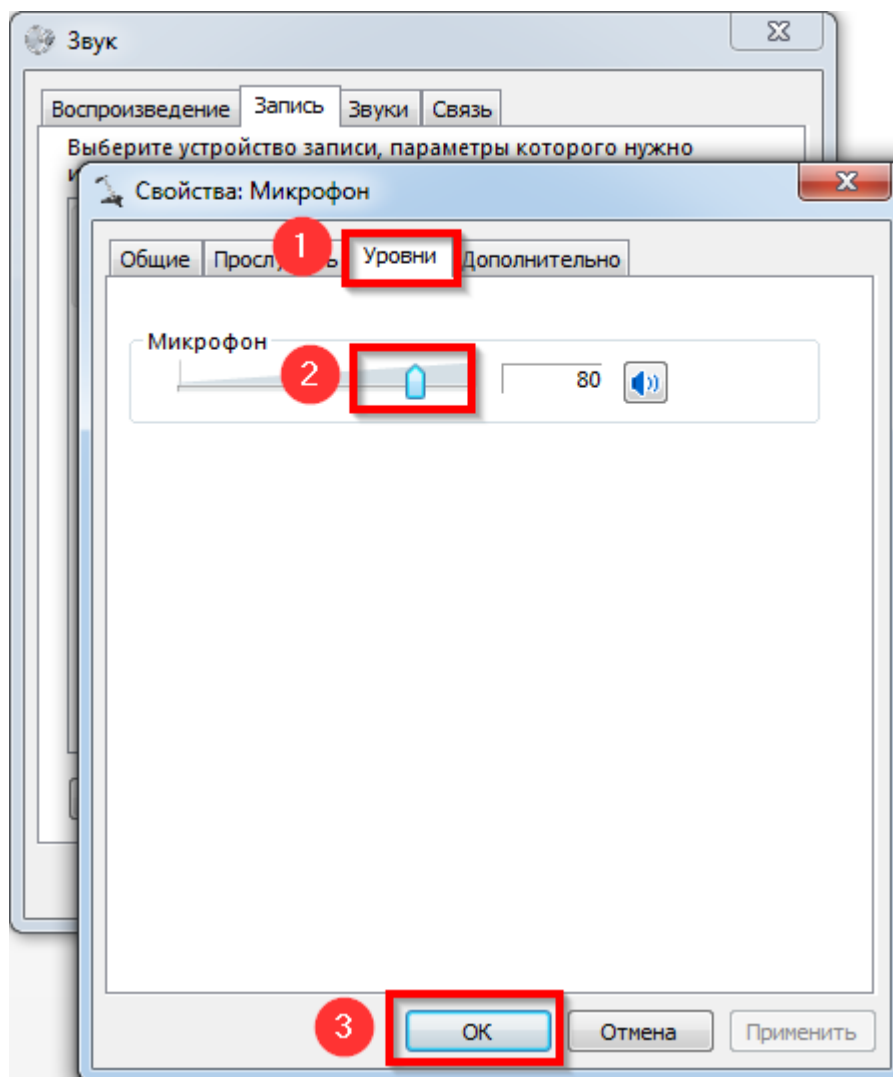 Звук
Воспроизведение Запись Звуки Связь
Выберите устройство записи, параметры которого нужно
Свойства: Микрофон
1
Общие Уровни Дополнительно
Микрофон
2
80
3
ОК Отмена Применить